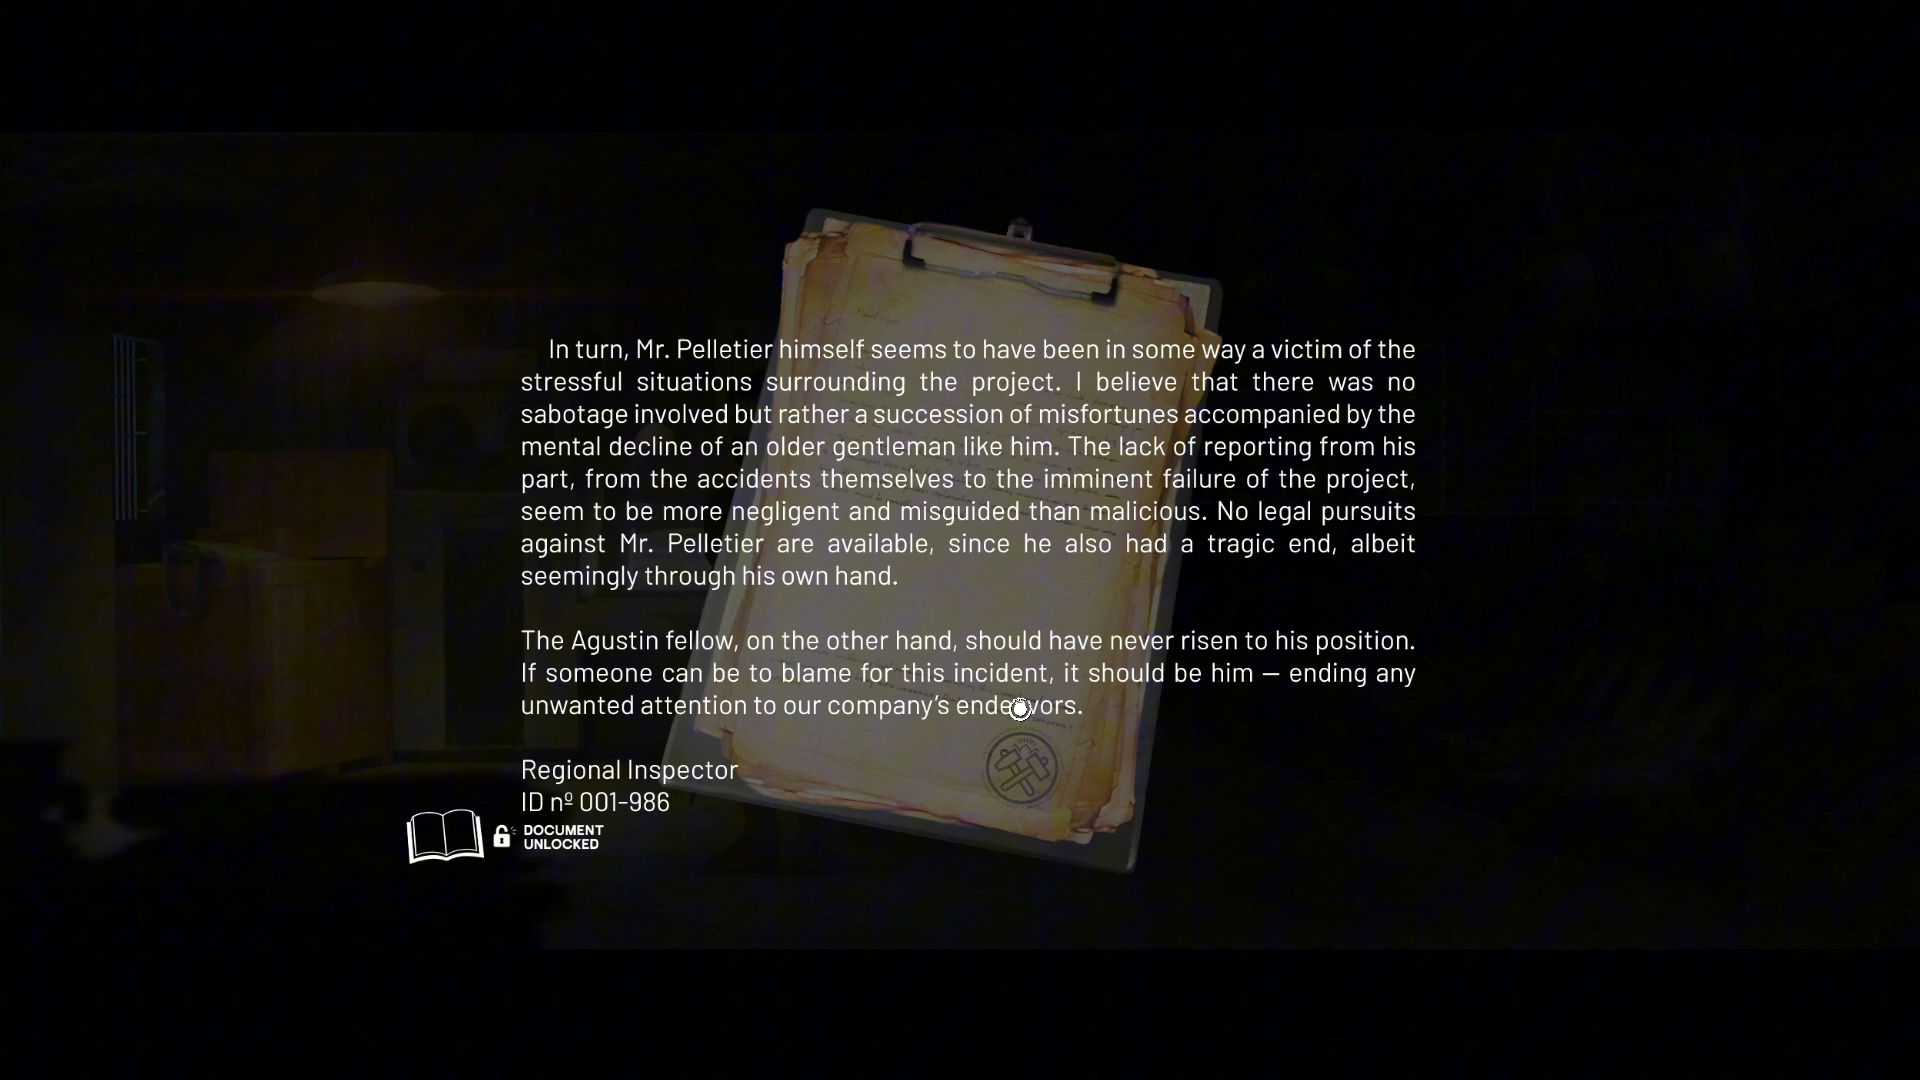 In turn, Mr. Pelletier himself seems to have been in some way a victim of the
stressful situations surrounding the project. I believe that there was no
sabotage involved but rather a succession of misfortunes accompanied by the
mental decline of an older gentleman like him. The lack of reporting from his
part, from the accidents themselves to the imminent failure of the project,
seem to be more negligent and misguided than malicious. No legal pursuits
against Mr. Pelletier are available, since he also had a tragic end, albeit
seemingly through his own hand.
The Agustin fellow, on the other hand, should have never risen to his position.
If someone can be to blame for this incident, it should be him — ending any
unwanted attention to our company's endeavors.
Regional Inspector
ID nº 001-986
DOCUMENT
UNLOCKED